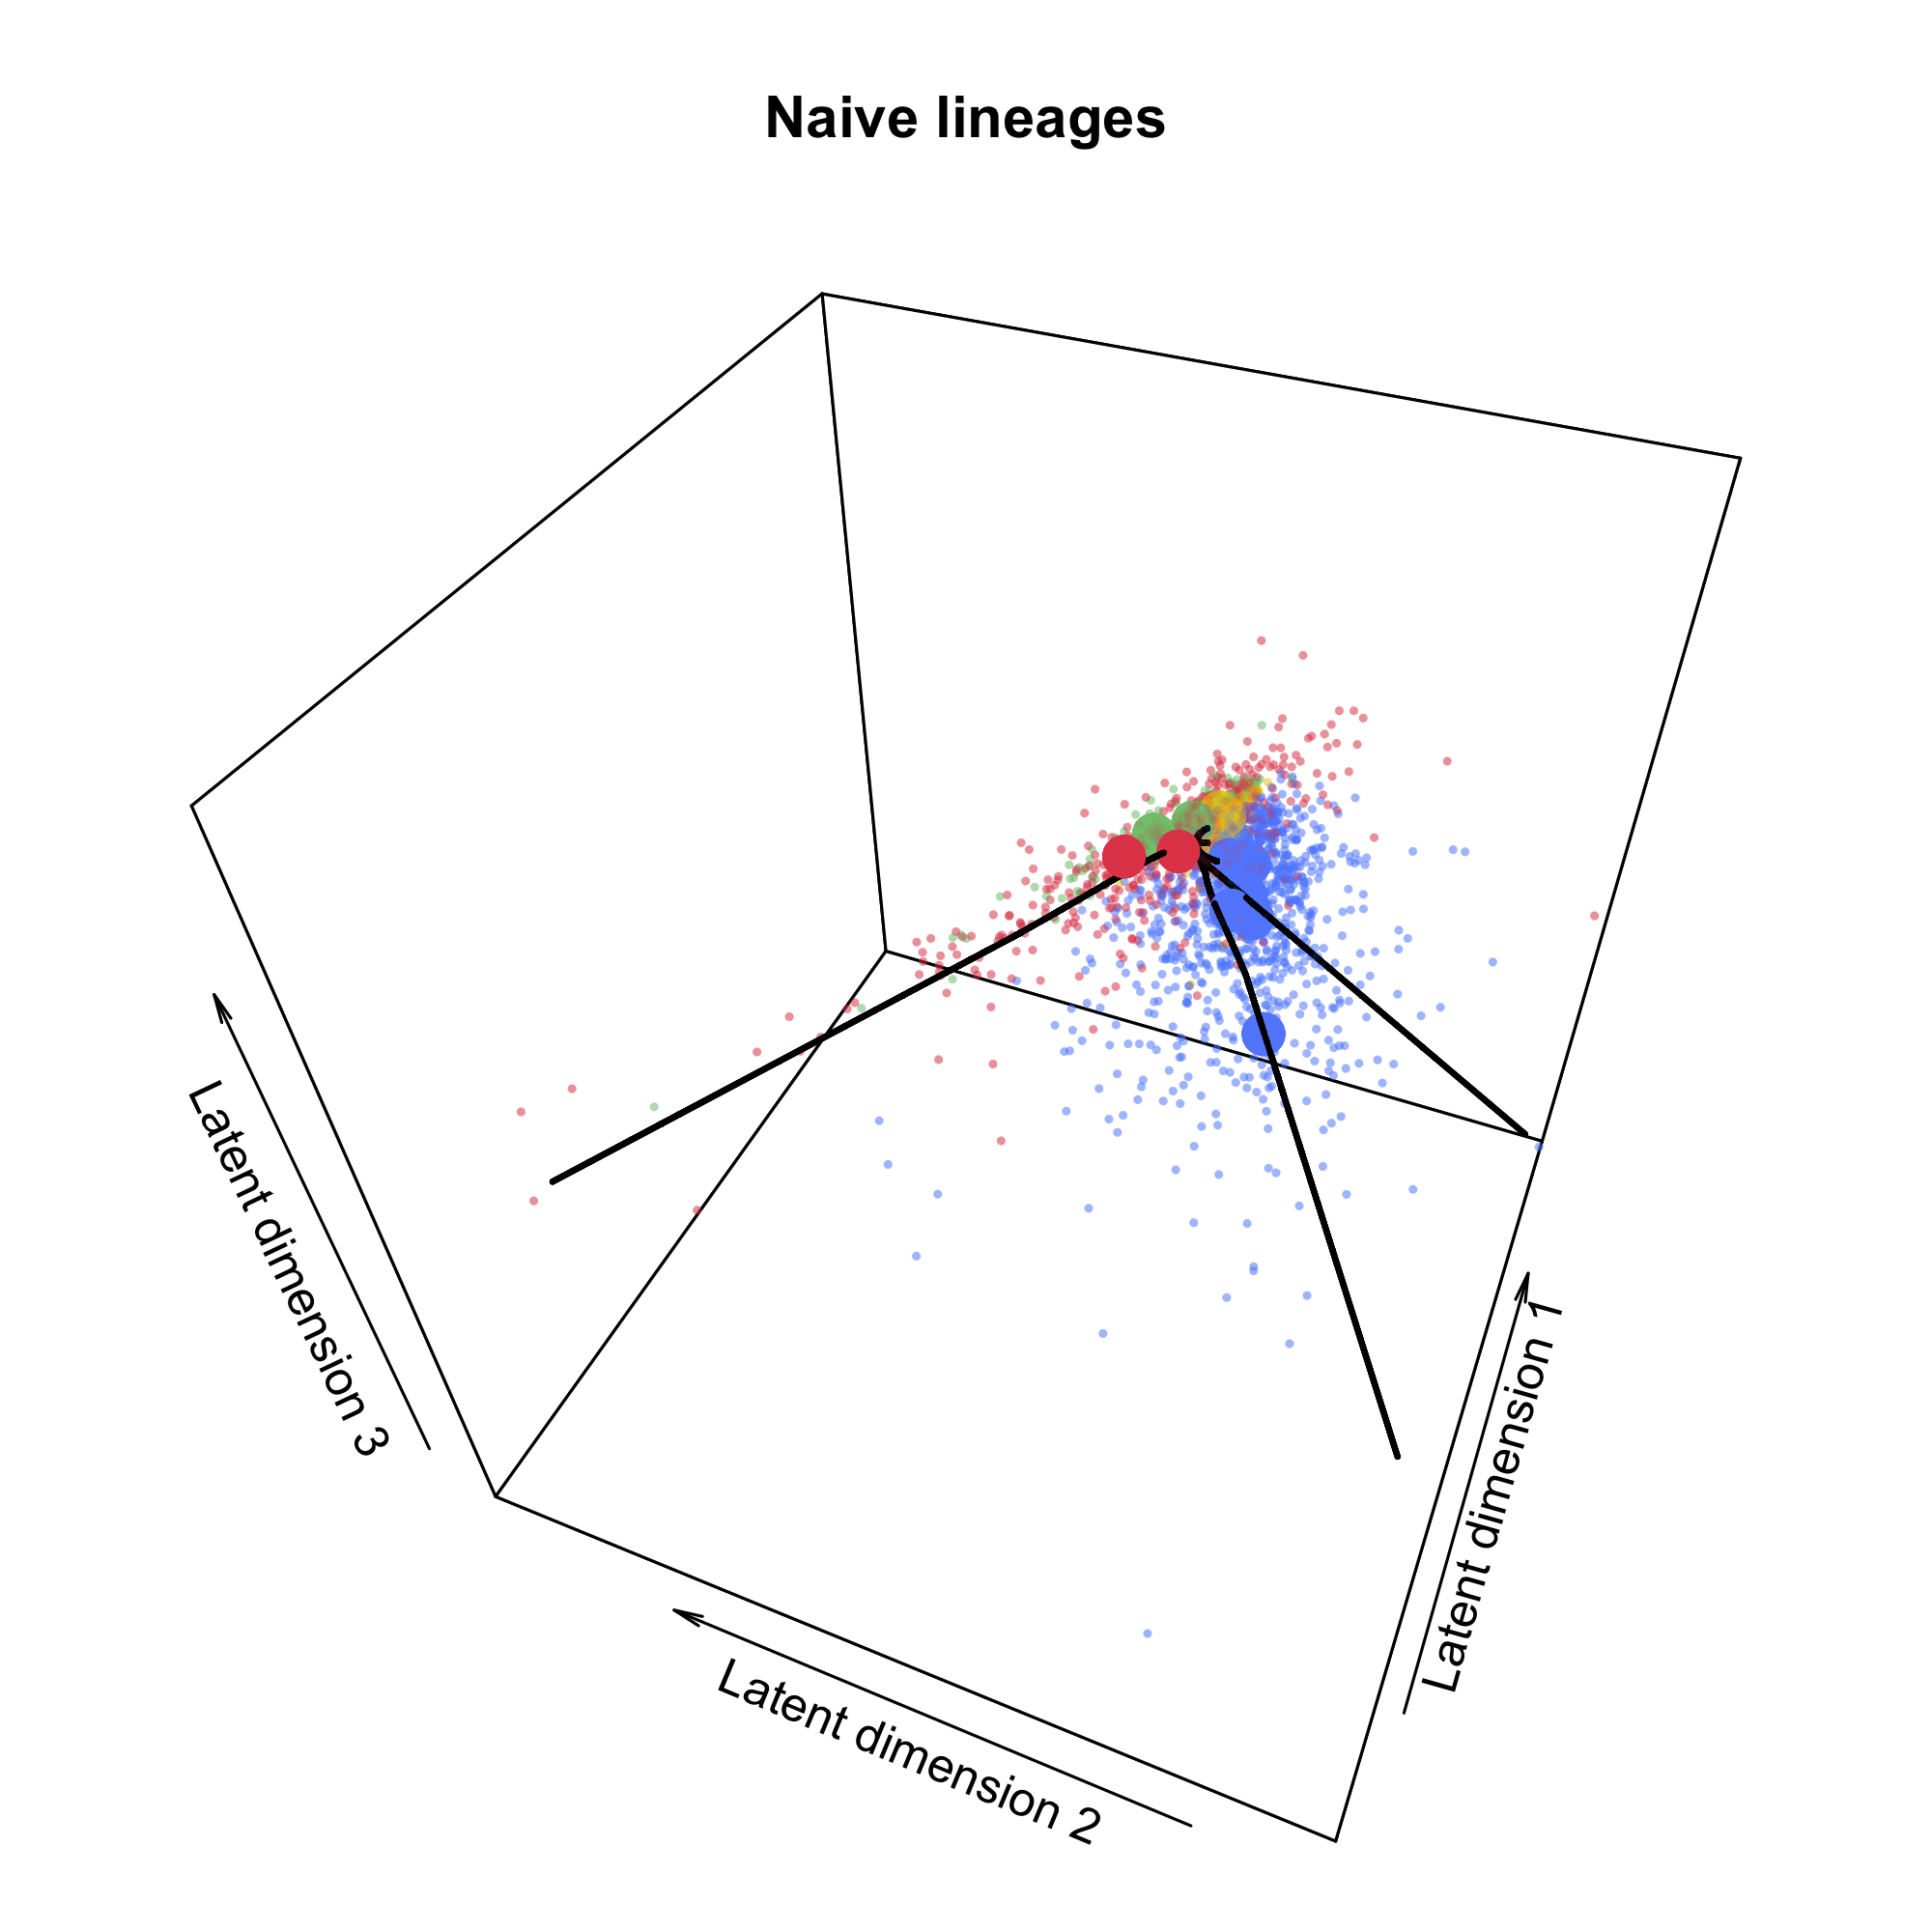 Naive lineages
Latent dimension 3
Latent dimension 1
Latent dimension 2